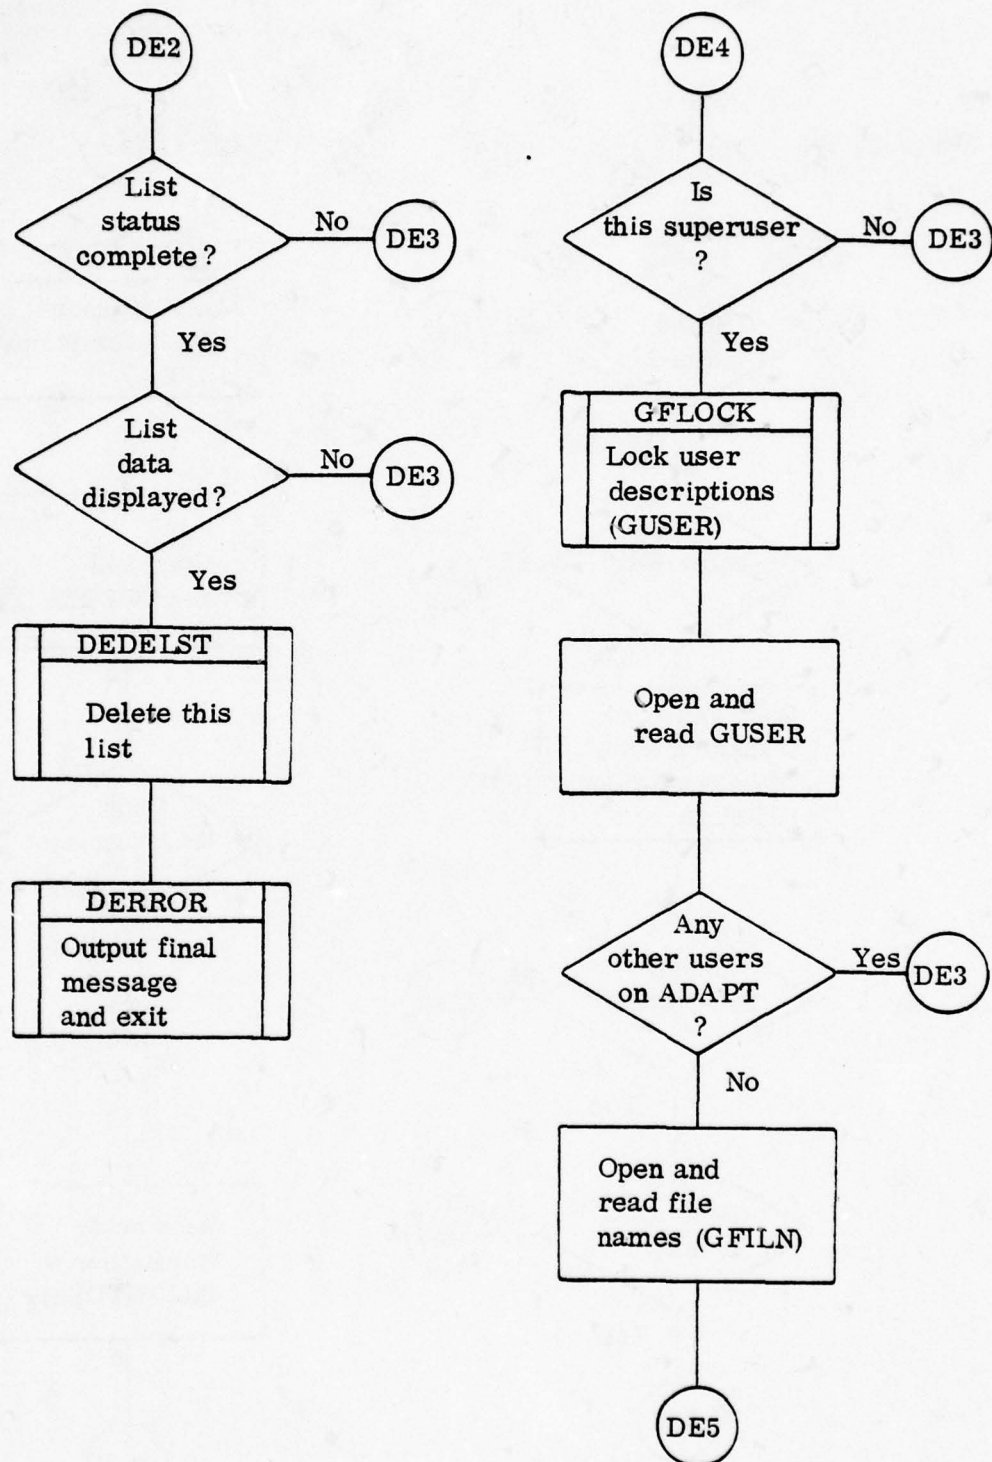 DE2
List
status
complete?
No
DE3
Yes
List
data
displayed?
No
DE3
Yes
DEDELST
Delete this
list
DERROR
Output final
message
and exit
DE4
Is
this superuser
?
No
DE3
Yes
GFLOCK
Lock user
descriptions
(GUSER)
Open and
read GUSER
Any
other users
on ADAPT
?
Yes
DE3
No
Open and
read file
names (GFILN)
DE5